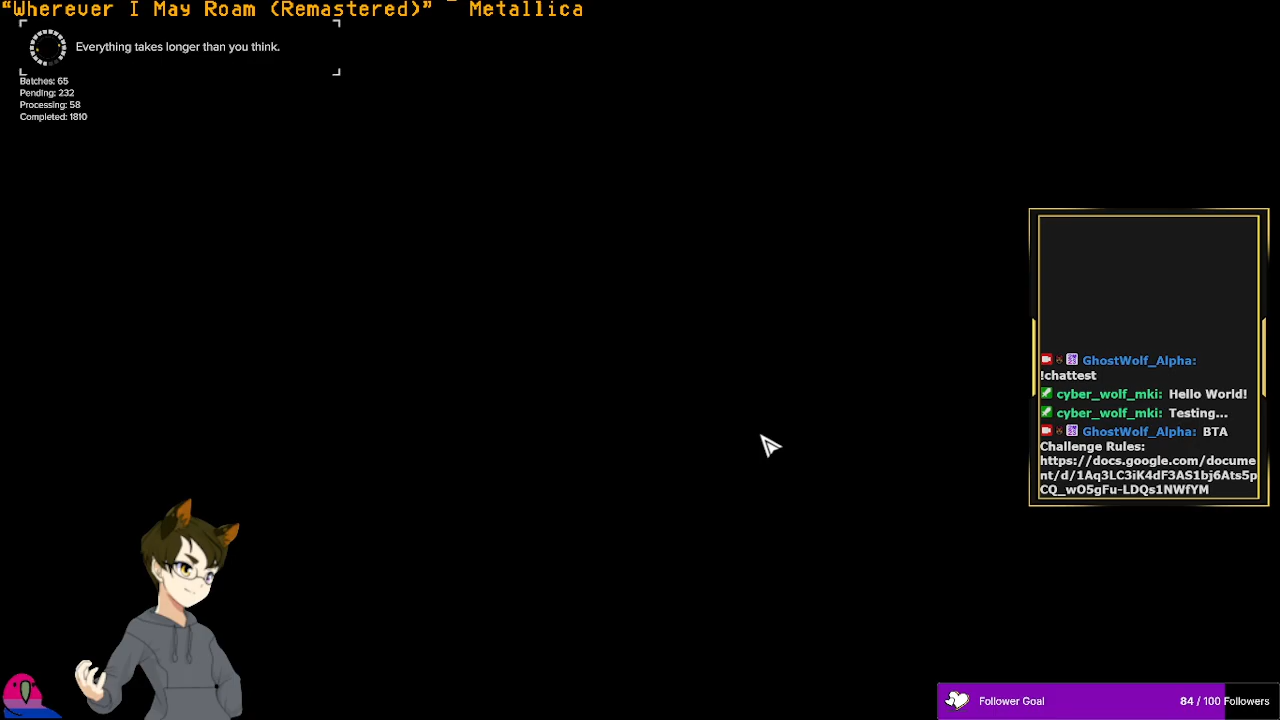 “Wherever I May Roam (Remastered)” ~ Metallica
Everything takes longer than you think.
Batches: 65
Pending: 232
Processing: 58
Completed: 1810
GhostWolf_Alpha:
!chattest
cyber_wolf_mki: Hello World!
cyber_wolf_mki: Testing...
GhostWolf_Alpha: BTA
Challenge Rules:
https://docs.google.com/docume
nt/d/1Aq3LC3iK4dF3AS1bj6Ats5p
CQ_wO5gFu-LDQs1NWfYM
Follower Goal
84 / 100 Followers